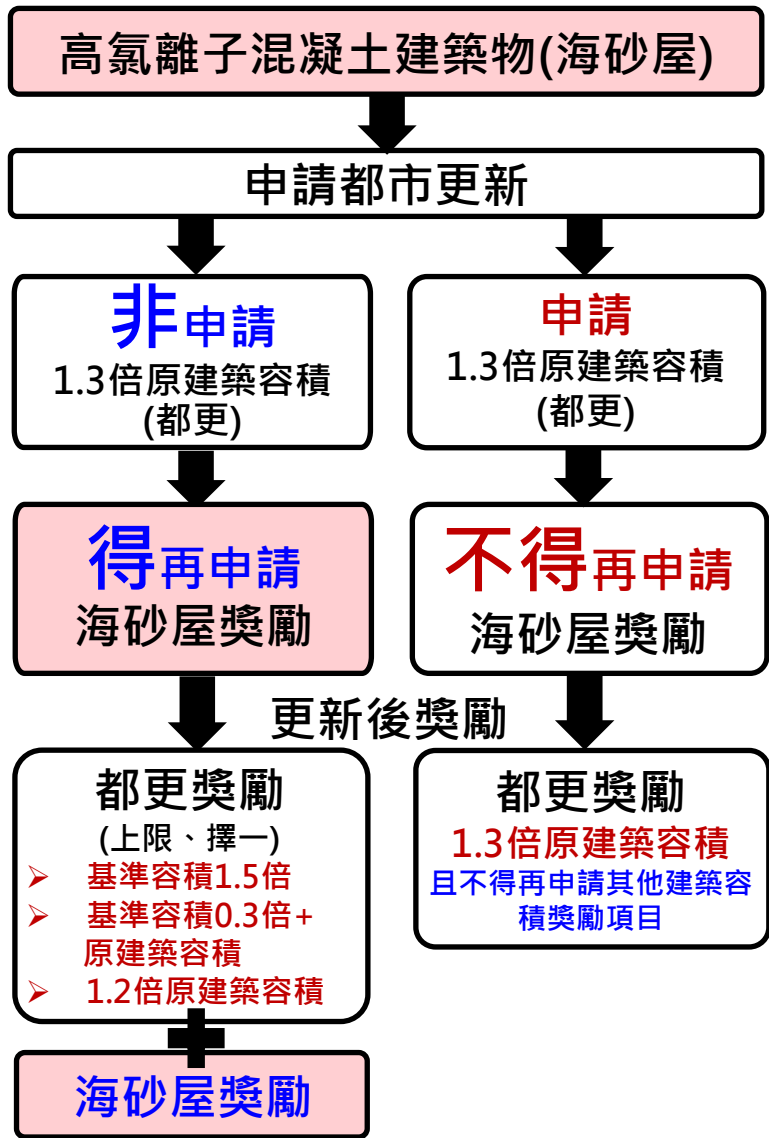 高氯離子混凝土建築物(海砂屋)
申請都市更新
非申請
1.3倍原建築容積
(都更)
申請
1.3倍原建築容積
(都更)
得再申請
海砂屋獎勵
不得再申請
海砂屋獎勵
更新後獎勵
都更獎勵
(上限、擇一)
➢ 基準容積1.5倍
➢ 基準容積0.3倍+
原建築容積
➢ 1.2倍原建築容積
都更獎勵
1.3倍原建築容積
且不得再申請其他建築容
積獎勵項目
海砂屋獎勵